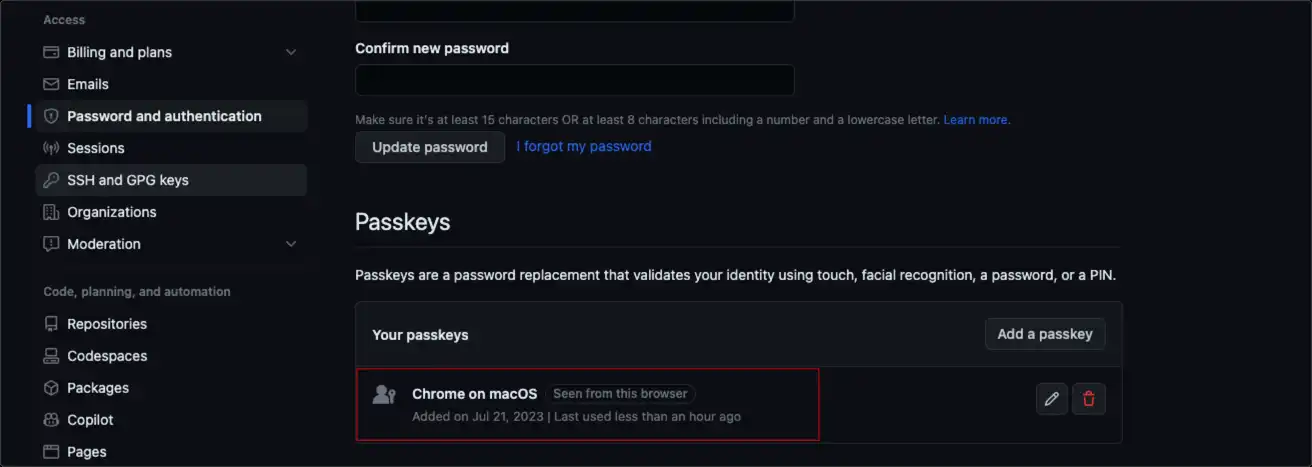 Access
Billing and plans
Emails
Password and authentication
Sessions
SSH and GPG keys
Organizations
Moderation
Code, planning, and automation
Repositories
Codespaces
Packages
Copilot
Pages
Confirm new password
Make sure it's at least 15 characters OR at least 8 characters including a number and a lowercase letter. Learn more.
Update password I forgot my password
Passkeys
Passkeys are a password replacement that validates your identity using touch, facial recognition, a password, or a PIN.
Your passkeys Add a passkey
Chrome on macOS Seen from this browser
Added on Jul 21, 2023 | Last used less than an hour ago